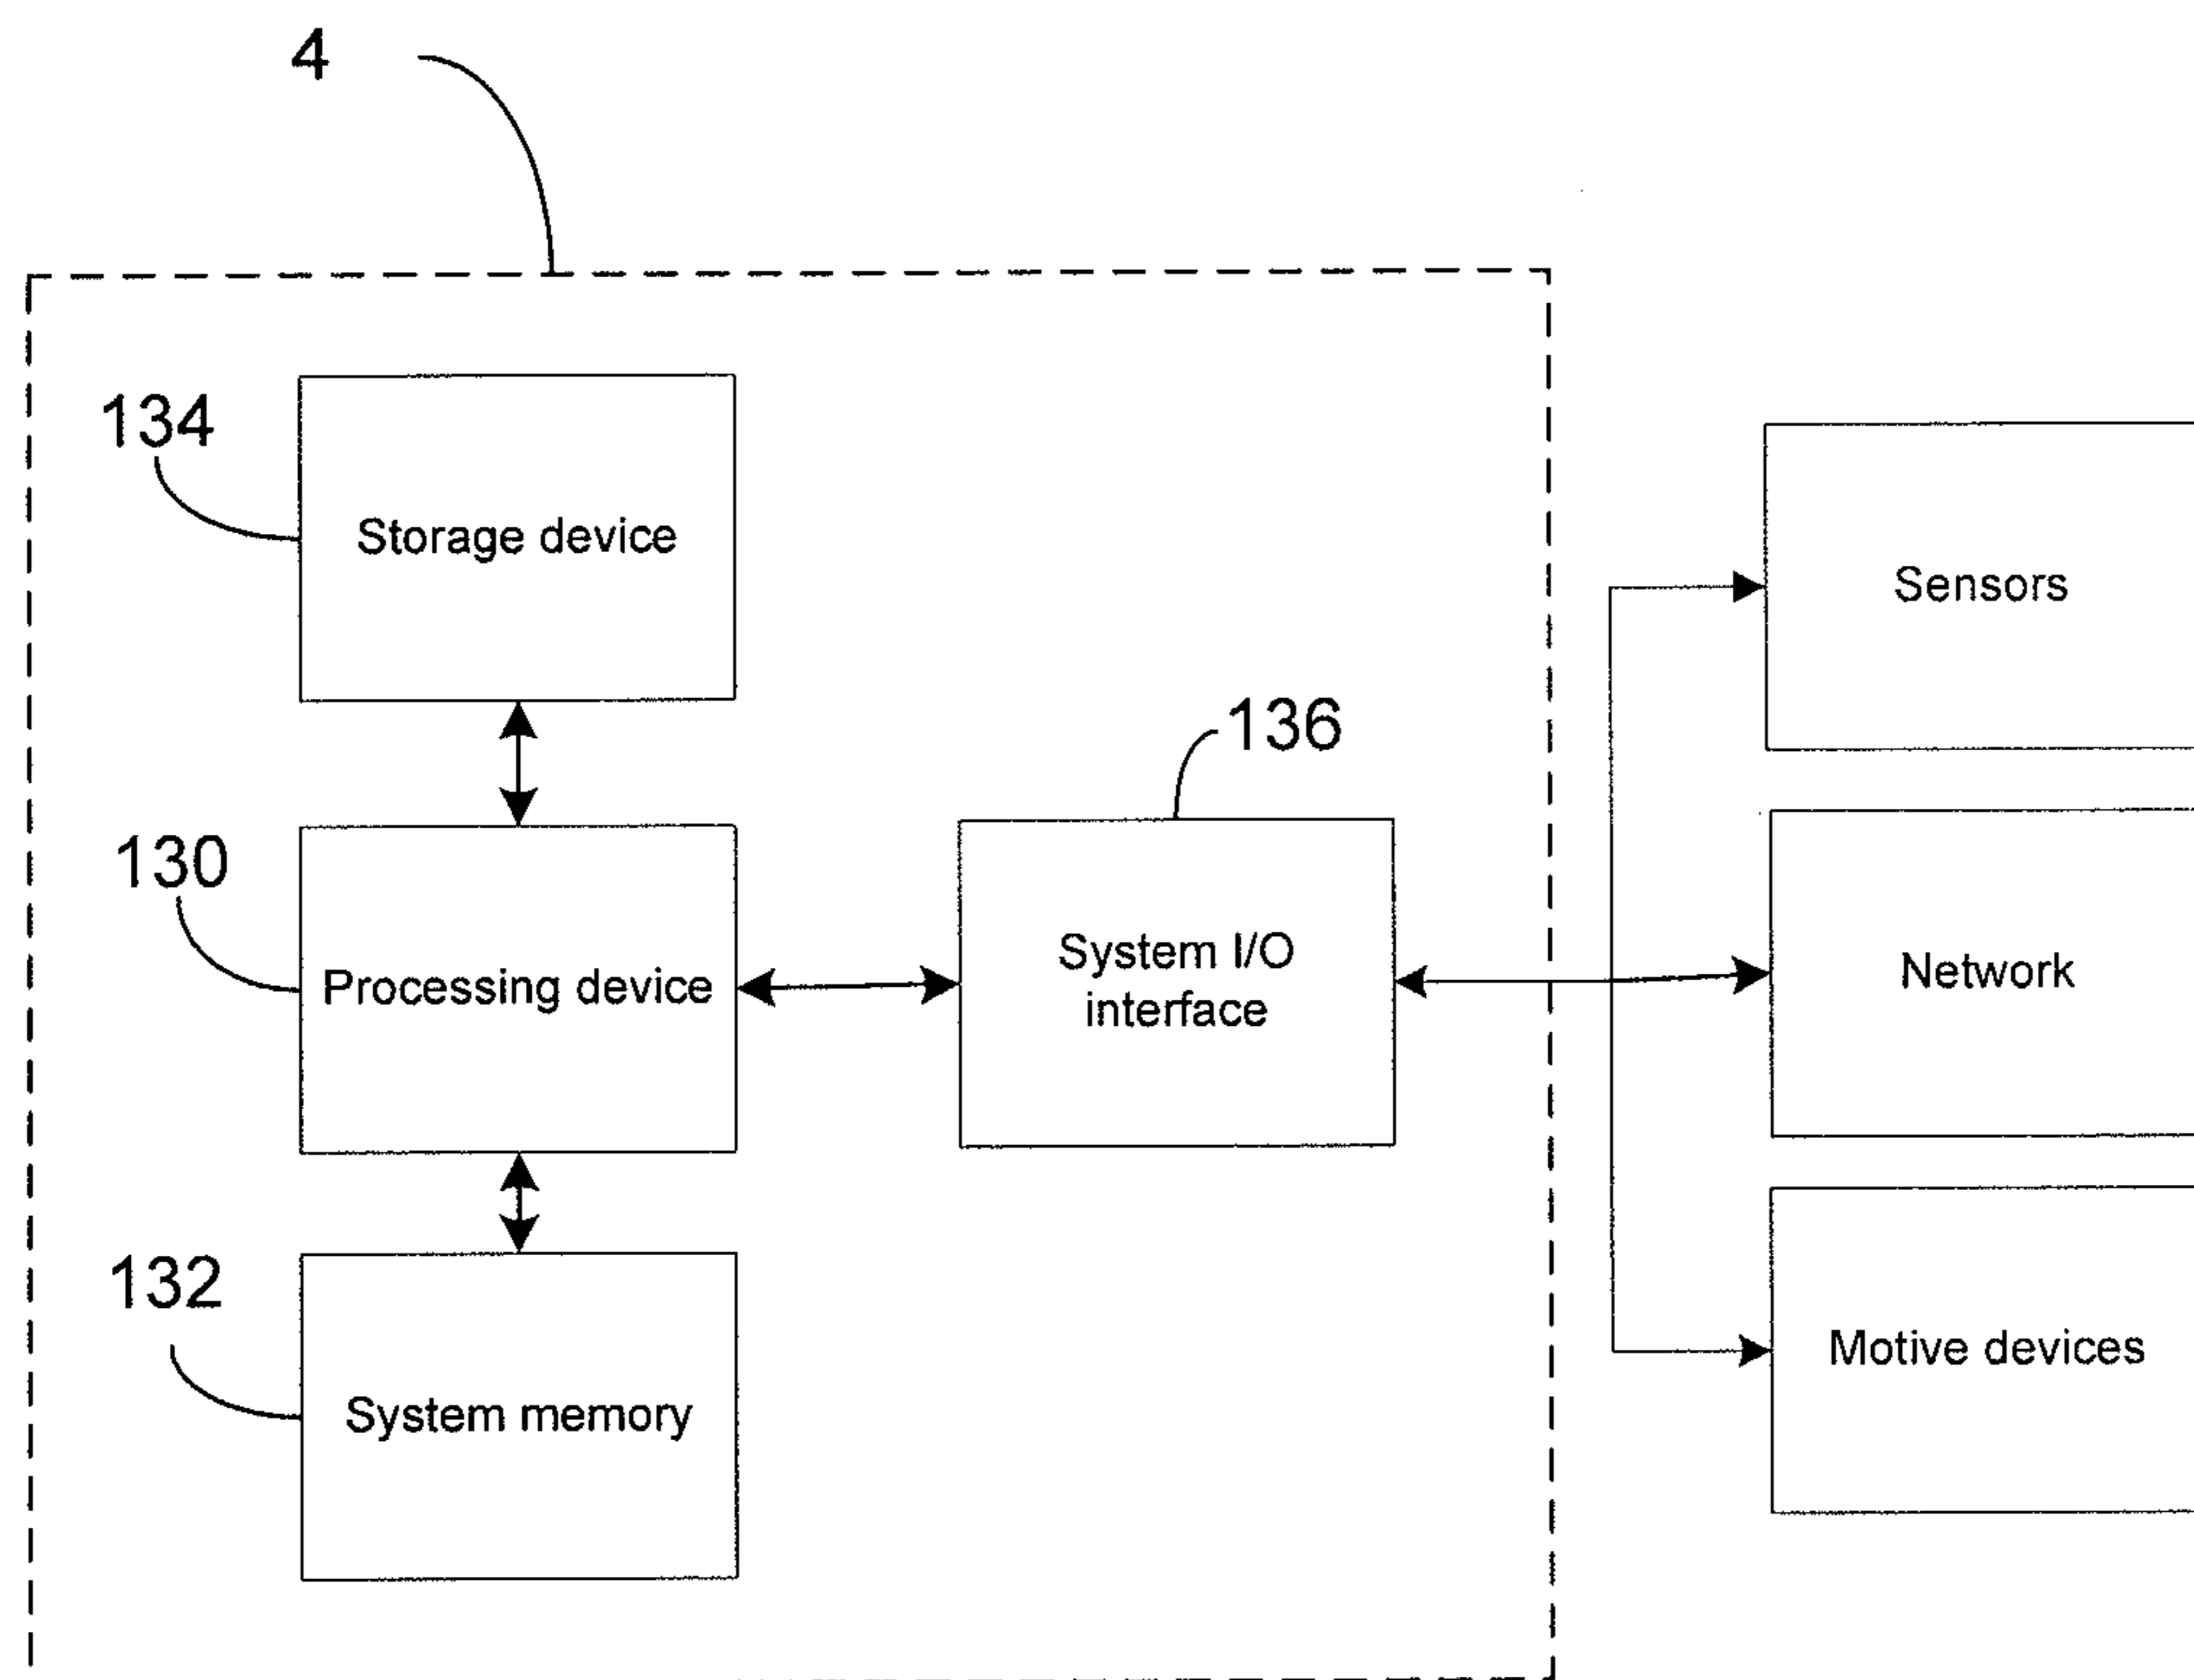 4
134
Storage device
Sensors
136
130
Processing device
System I/O
interface
Network
132
System memory
Motive devices